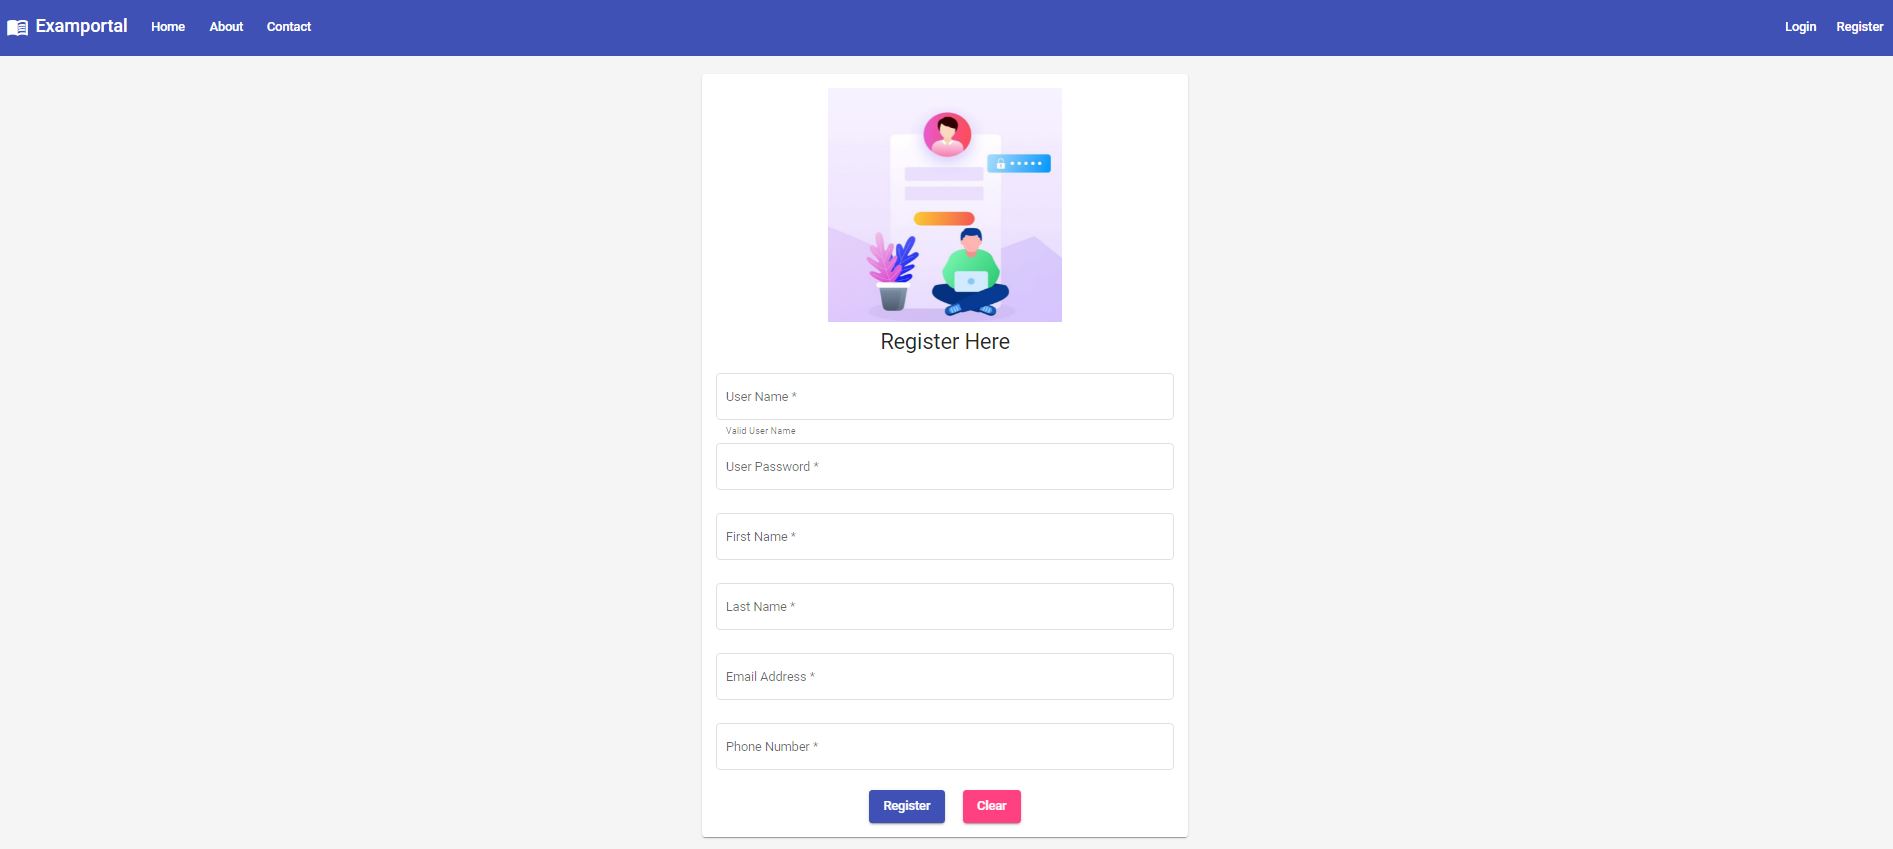 Examportal Home About Contact Login Register
Register Here
User Name *
Valid User Name
User Password *
First Name *
Last Name *
Email Address *
Phone Number *
Register Clear